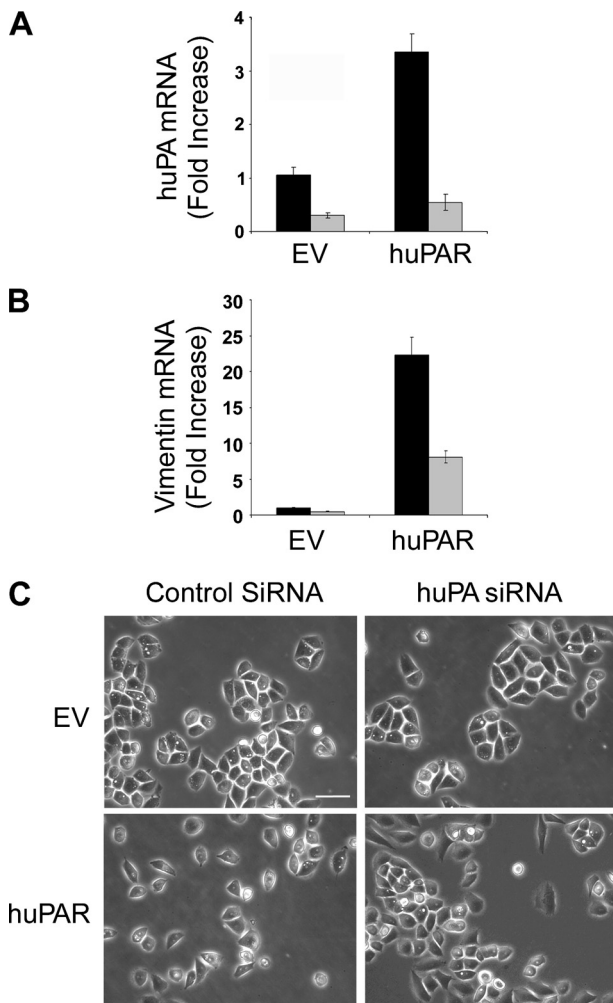 A
huPA mRNA
(Fold Increase)
4
3
2
1
0
EV
huPAR
B
Vimentin mRNA
(Fold Increase)
30
25
20
15
10
5
0
EV
huPAR
C
Control SiRNA
huPA siRNA
EV
huPAR